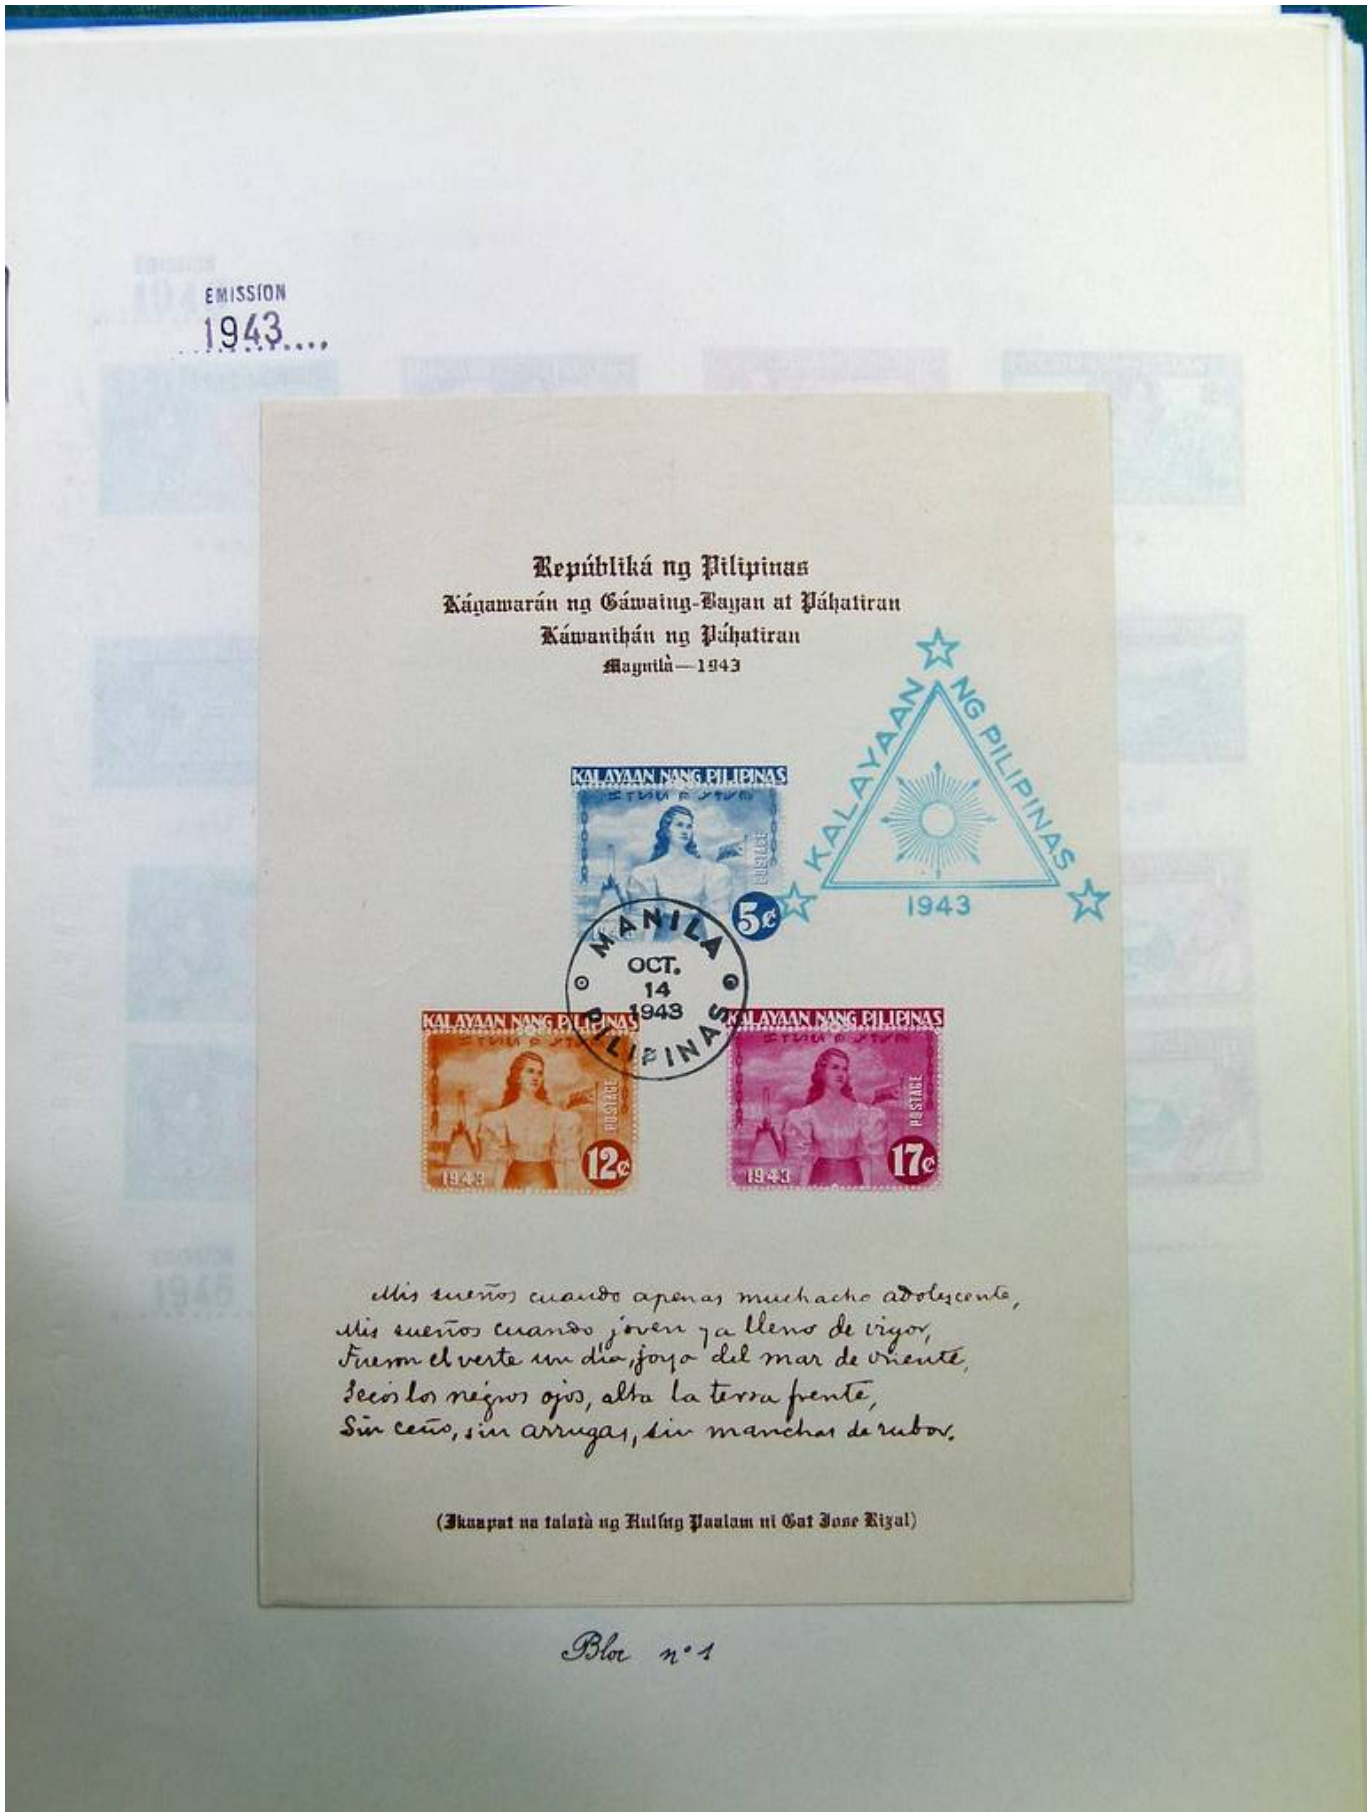 EMISSION
1943
Repúbliká ng Pilipinas
Kágawarán ng Gáwaing-Bayan at Páhatiran
Káwanihán ng Páhatiran
Maynilà—1943
KALAYAAN NG PILIPINAS
1943
KALAYAAN NANG PILIPINAS
POSTAGE
5¢
MANILA
OCT.
14
1943
PILIPINAS
KALAYAAN NANG PILIPINAS
POSTAGE
1943
12¢
KALAYAAN NANG PILIPINAS
POSTAGE
1943
17¢
Mis sueños cuando apenas muchacho adolescente,
Mis sueños cuando joven ya lleno de vigor,
Fueron el verte un día, joya del mar de oriente,
Secos los negros ojos, alta la tersa frente,
Sin ceño, sin arrugas, sin manchas de rubor.
(Ikaapat na talatà ng Hulíng Paalam ni Gat Jose Rizal)
Bloc nº 1